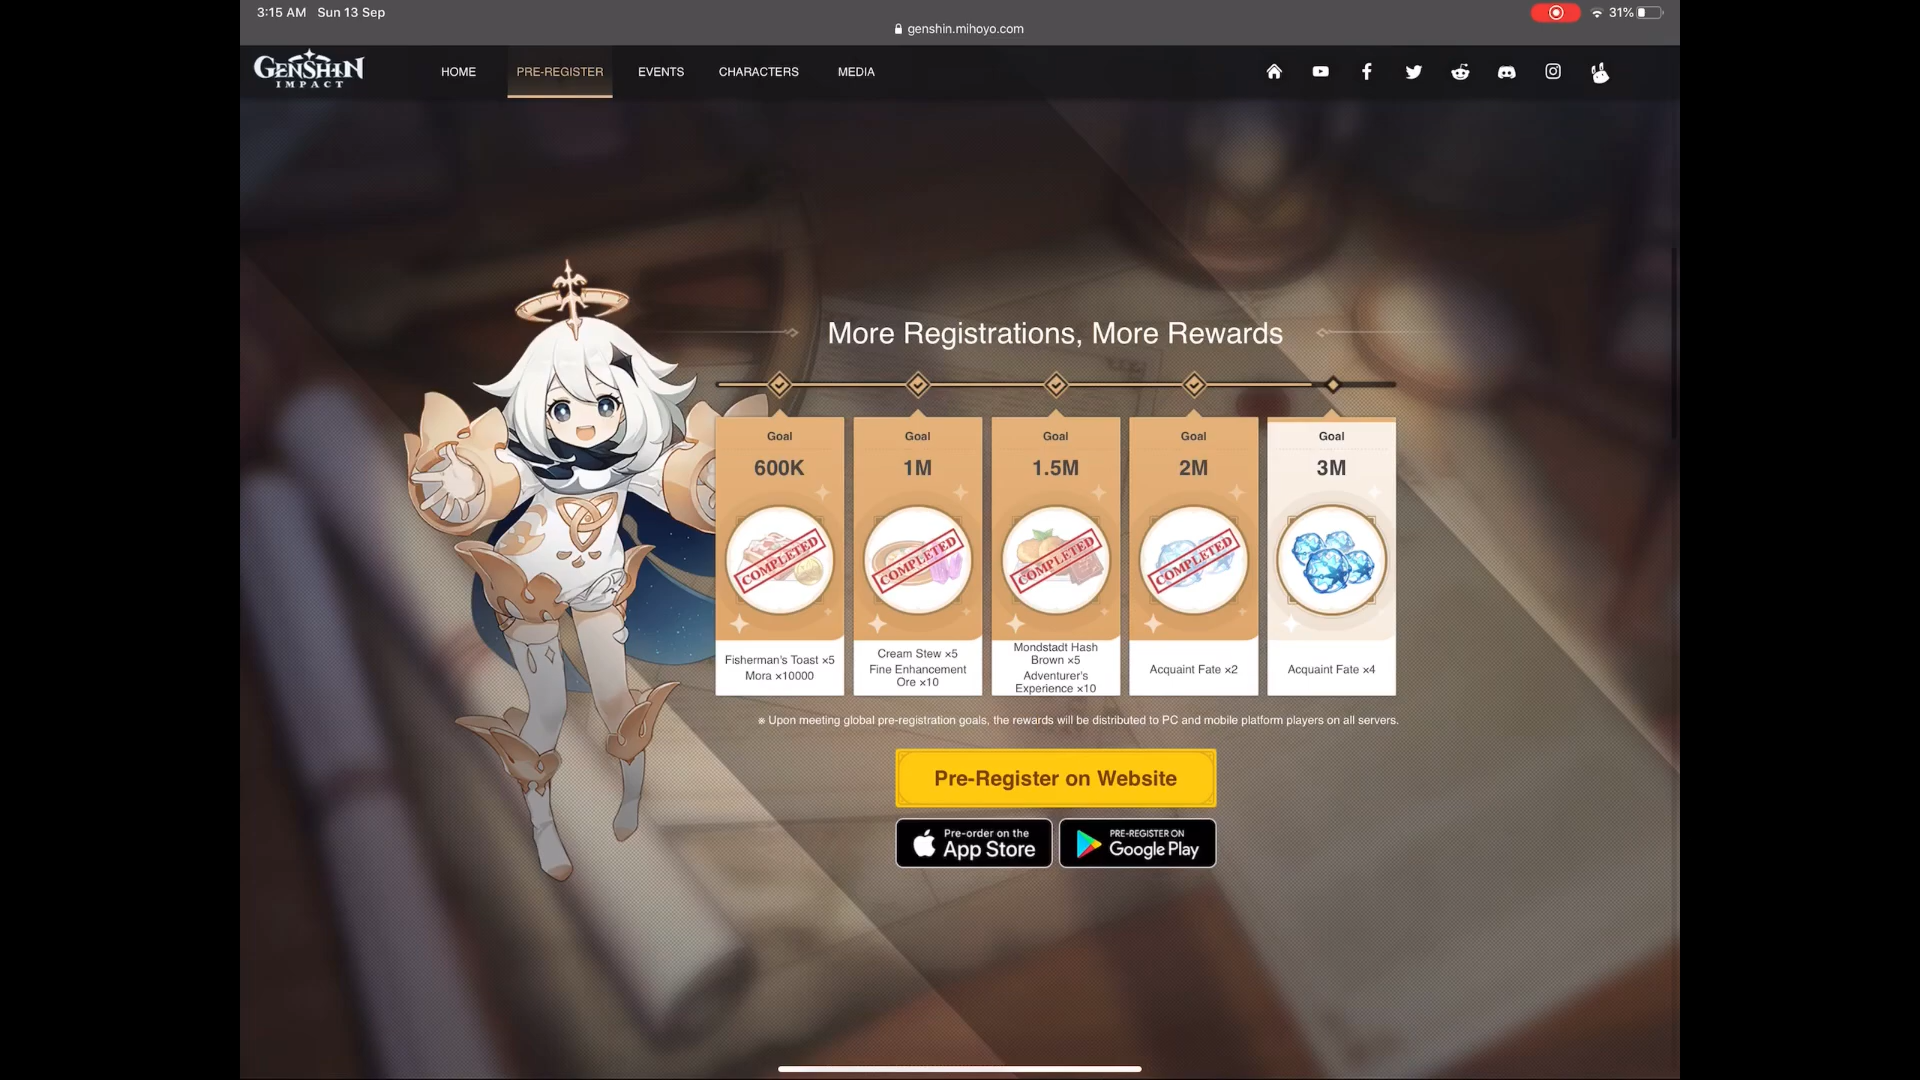 3:15 AM Sun 13 Sep
31%
genshin.mihoyo.com
GENSHIN
IMPACT
HOME
PRE-REGISTER
EVENTS
CHARACTERS
MEDIA
More Registrations, More Rewards
Goal
600K
COMPLETED
Fisherman's Toast ×5
Mora ×10000
Goal
1M
COMPLETED
Cream Stew ×5
Fine Enhancement
Ore ×10
Goal
1.5M
COMPLETED
Mondstadt Hash
Brown ×5
Adventurer's
Experience ×10
Goal
2M
COMPLETED
Acquaint Fate ×2
Goal
3M
Acquaint Fate ×4
※ Upon meeting global pre-registration goals, the rewards will be distributed to PC and mobile platform players on all servers.
Pre-Register on Website
Pre-order on the
App Store
PRE-REGISTER ON
Google Play